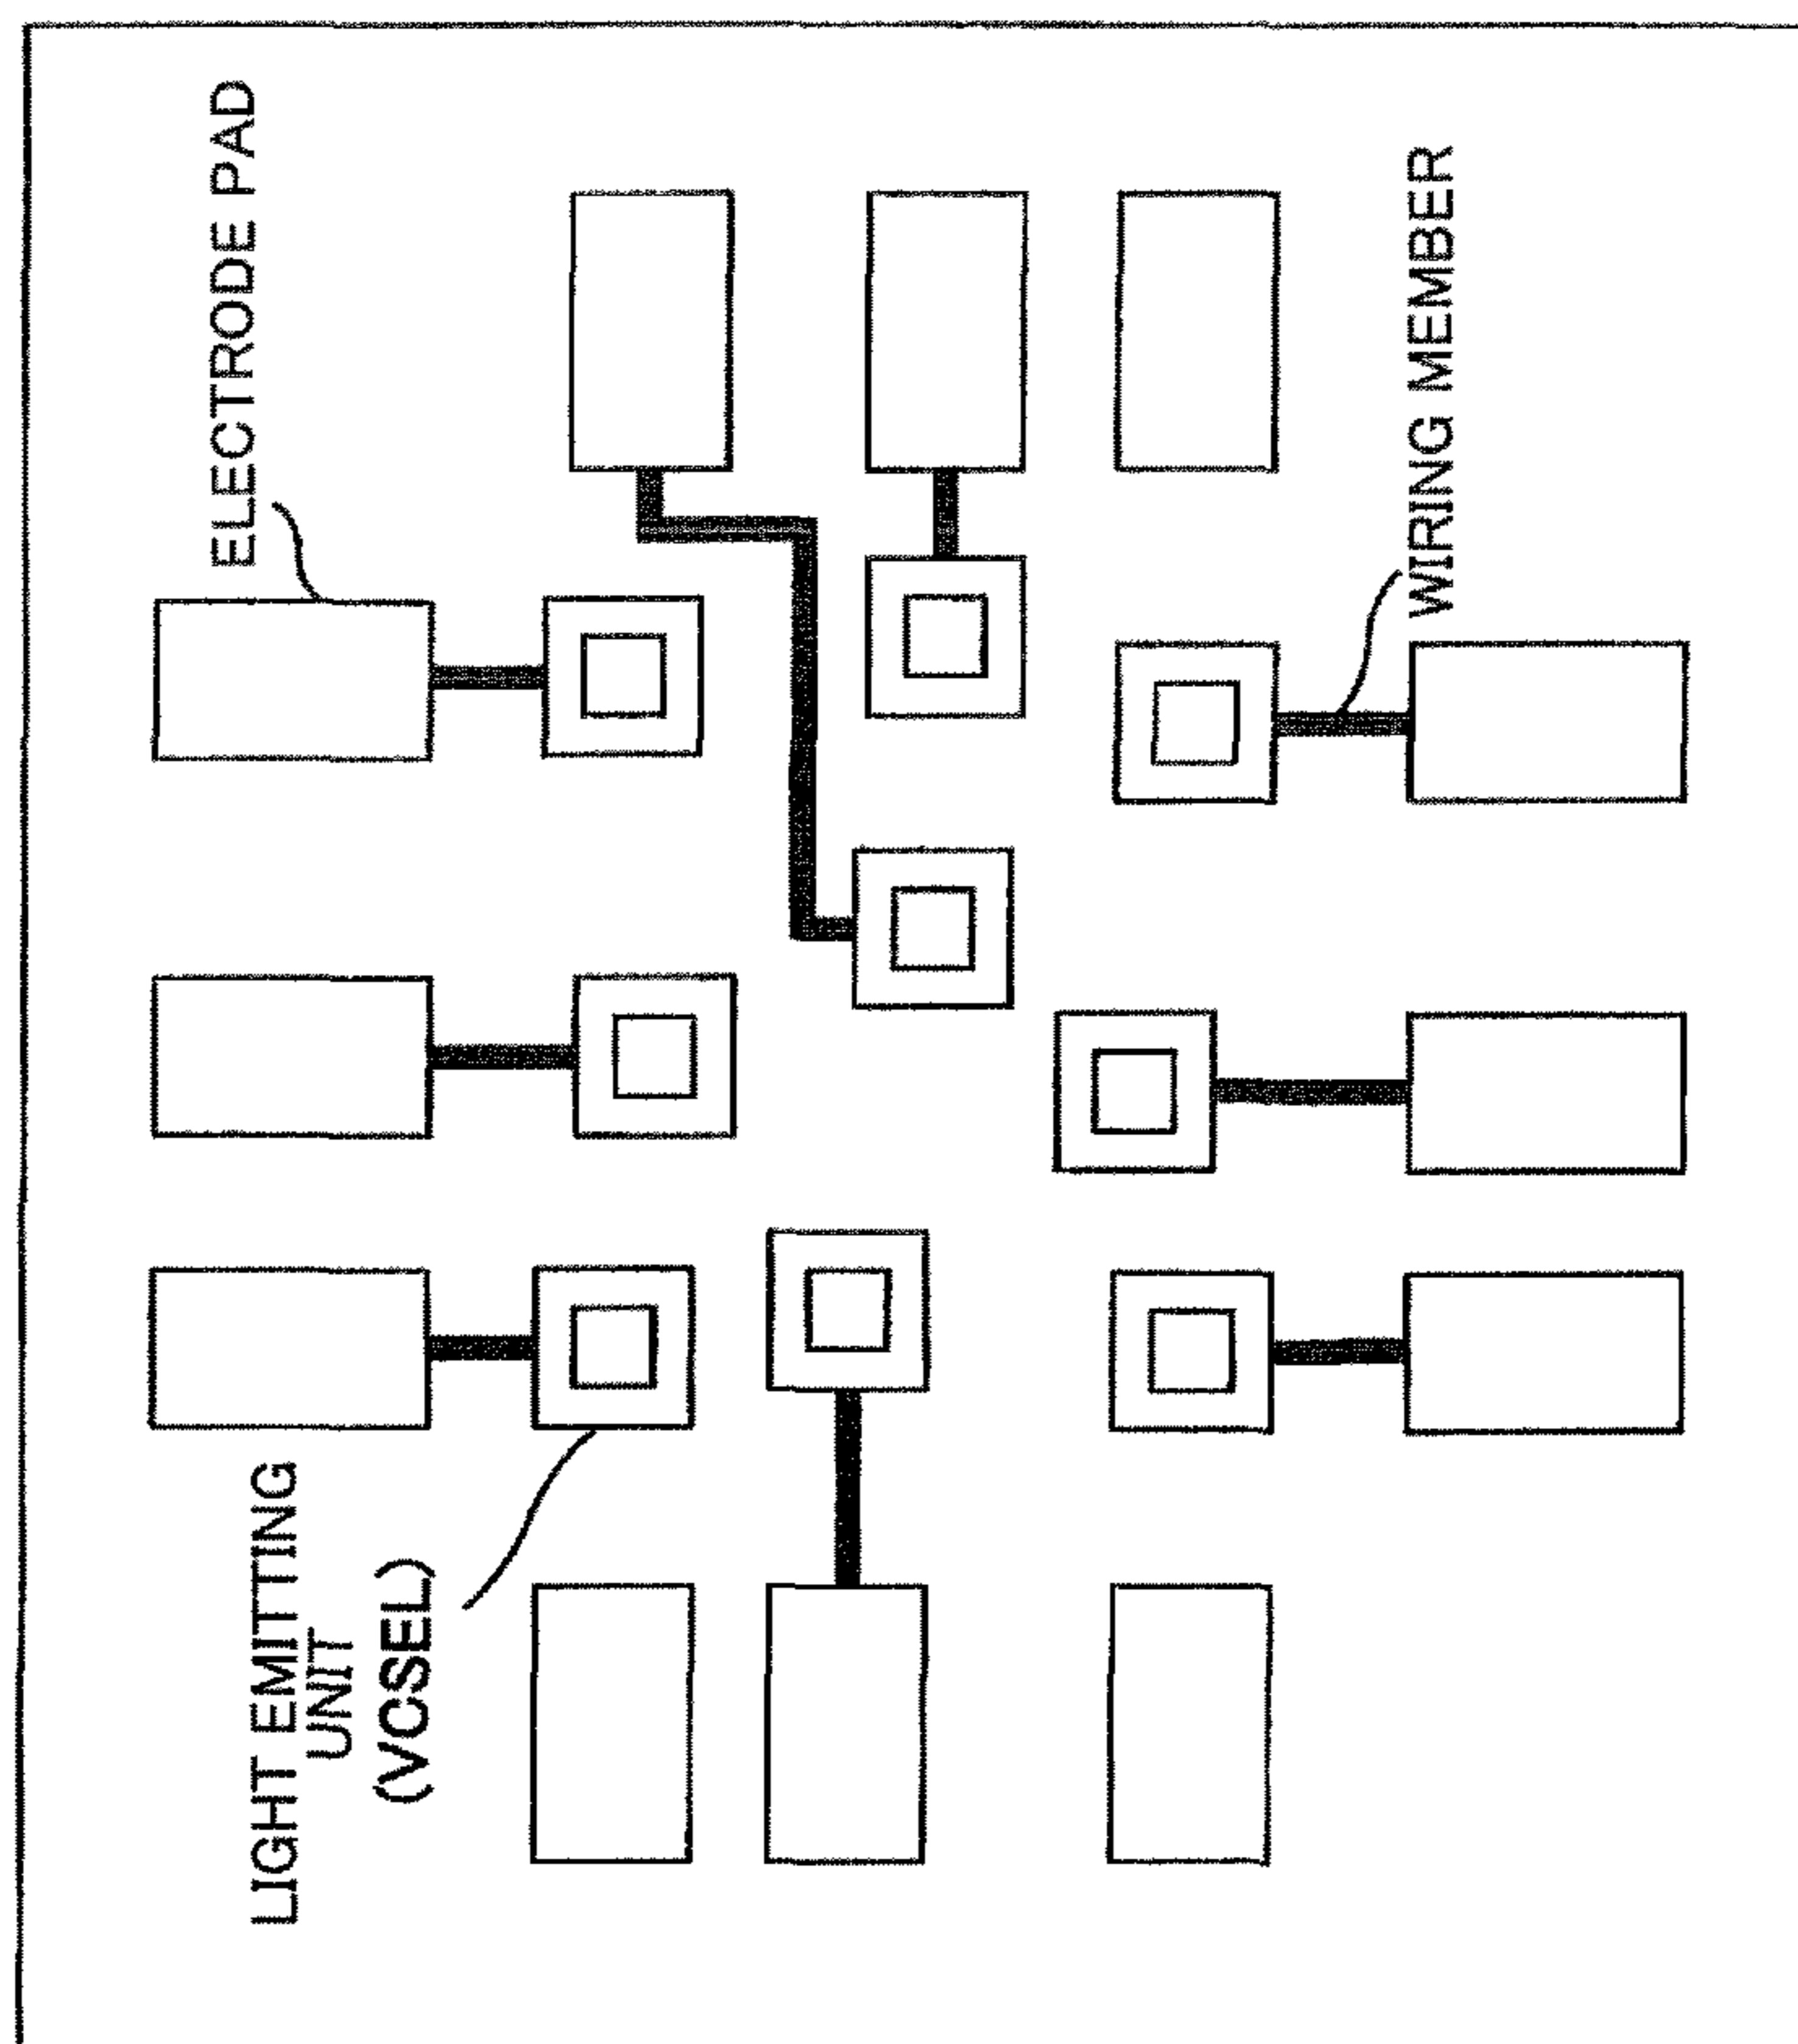 LIGHT EMITTING
UNIT
(VCSEL)
ELECTRODE PAD
WIRING MEMBER